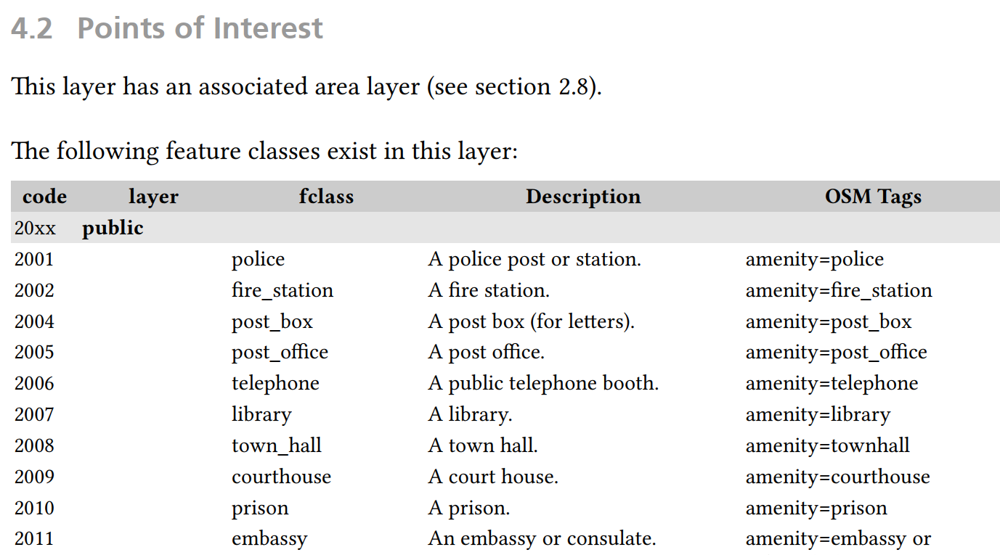 4.2 Points of Interest
This layer has an associated area layer (see section 2.8).
The following feature classes exist in this layer:
code layer fclass Description OSM Tags
20xx public
2001 police A police post or station. amenity=police
2002 fire_station A fire station. amenity=fire_station
2004 post_box A post box (for letters). amenity=post_box
2005 post_office A post office. amenity=post_office
2006 telephone A public telephone booth. amenity=telephone
2007 library A library. amenity=library
2008 town_hall A town hall. amenity=townhall
2009 courthouse A court house. amenity=courthouse
2010 prison A prison. amenity=prison
2011 embassy An embassy or consulate. amenity=embassy or